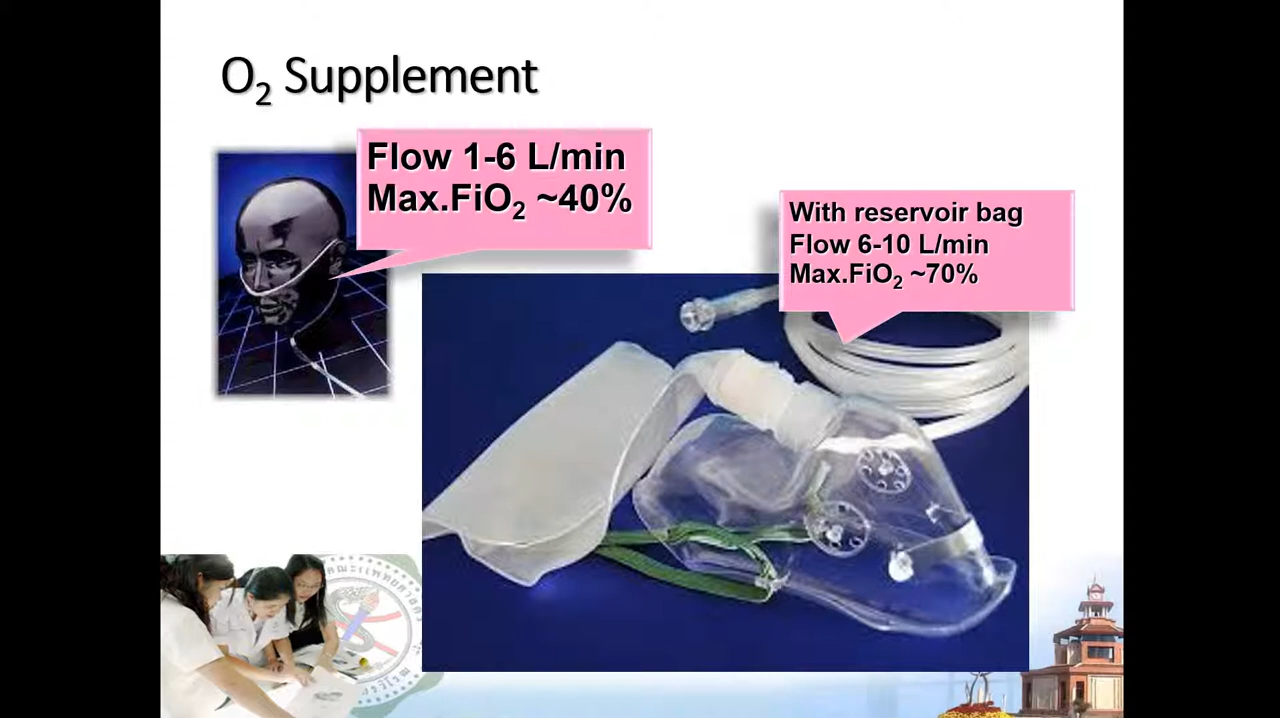 O₂ Supplement
Flow 1-6 L/min
Max.FiO₂ ~40%
With reservoir bag
Flow 6-10 L/min
Max.FiO₂ ~70%